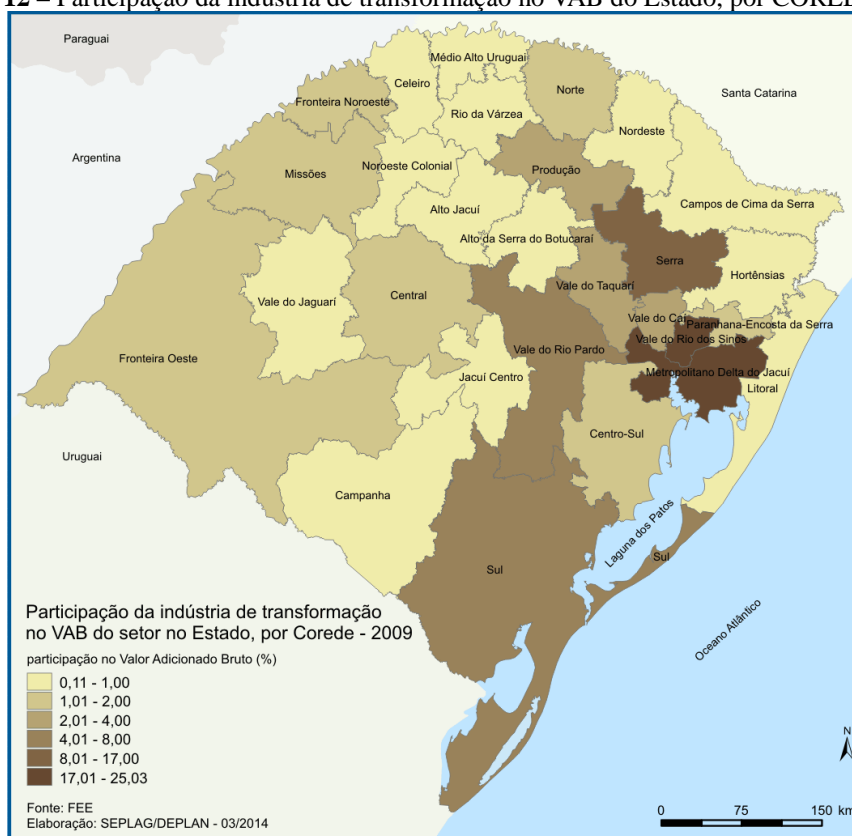 12 – Participação da indústria de transformação no VAB do Estado, por CORED
Paraguai
Médio Alto Uruguai
Celeiro
Norte
Santa Catarina
Fronteira Noroeste
Rio da Várzea
Nordeste
Argentina
Noroeste Colonial
Produção
Missões
Campos de Cima da Serra
Alto Jacuí
Alto da Serra do Botucaraí
Serra
Hortênsias
Vale do Taquari
Vale do Jaguarí
Central
Vale do Caí
Paranhana-Encosta da Serra
Vale do Rio dos Sinos
Vale do Rio Pardo
Fronteira Oeste
Metropolitano Delta do Jacuí
Jacuí Centro
Litoral
Centro-Sul
Uruguai
Campanha
Laguna dos Patos
Sul
Sul
Oceano Atlântico
Participação da indústria de transformação
no VAB do setor no Estado, por Corede - 2009
participação no Valor Adicionado Bruto (%)
0,11 - 1,00
1,01 - 2,00
2,01 - 4,00
4,01 - 8,00
8,01 - 17,00
17,01 - 25,03
N
Fonte: FEE
Elaboração: SEPLAG/DEPLAN - 03/2014
0 75 150 km